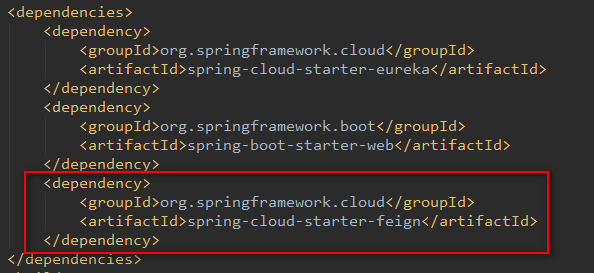 <dependencies>
<dependency>
<groupId>org.springframework.cloud</groupId>
<artifactId>spring-cloud-starter-eureka</artifactId>
</dependency>
<dependency>
<groupId>org.springframework.boot</groupId>
<artifactId>spring-boot-starter-web</artifactId>
</dependency>
<dependency>
<groupId>org.springframework.cloud</groupId>
<artifactId>spring-cloud-starter-feign</artifactId>
</dependency>
</dependencies>